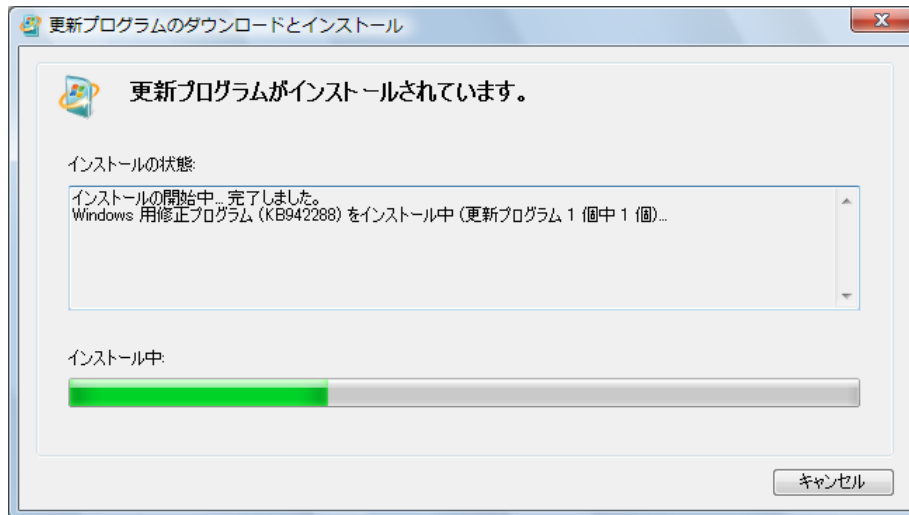 更新プログラムのダウンロードとインストール
更新プログラムがインストールされています。
インストールの状態:
インストールの開始中... 完了しました。
Windows 用修正プログラム (KB942288) をインストール中 (更新プログラム 1 個中 1 個)...
インストール中:
キャンセル